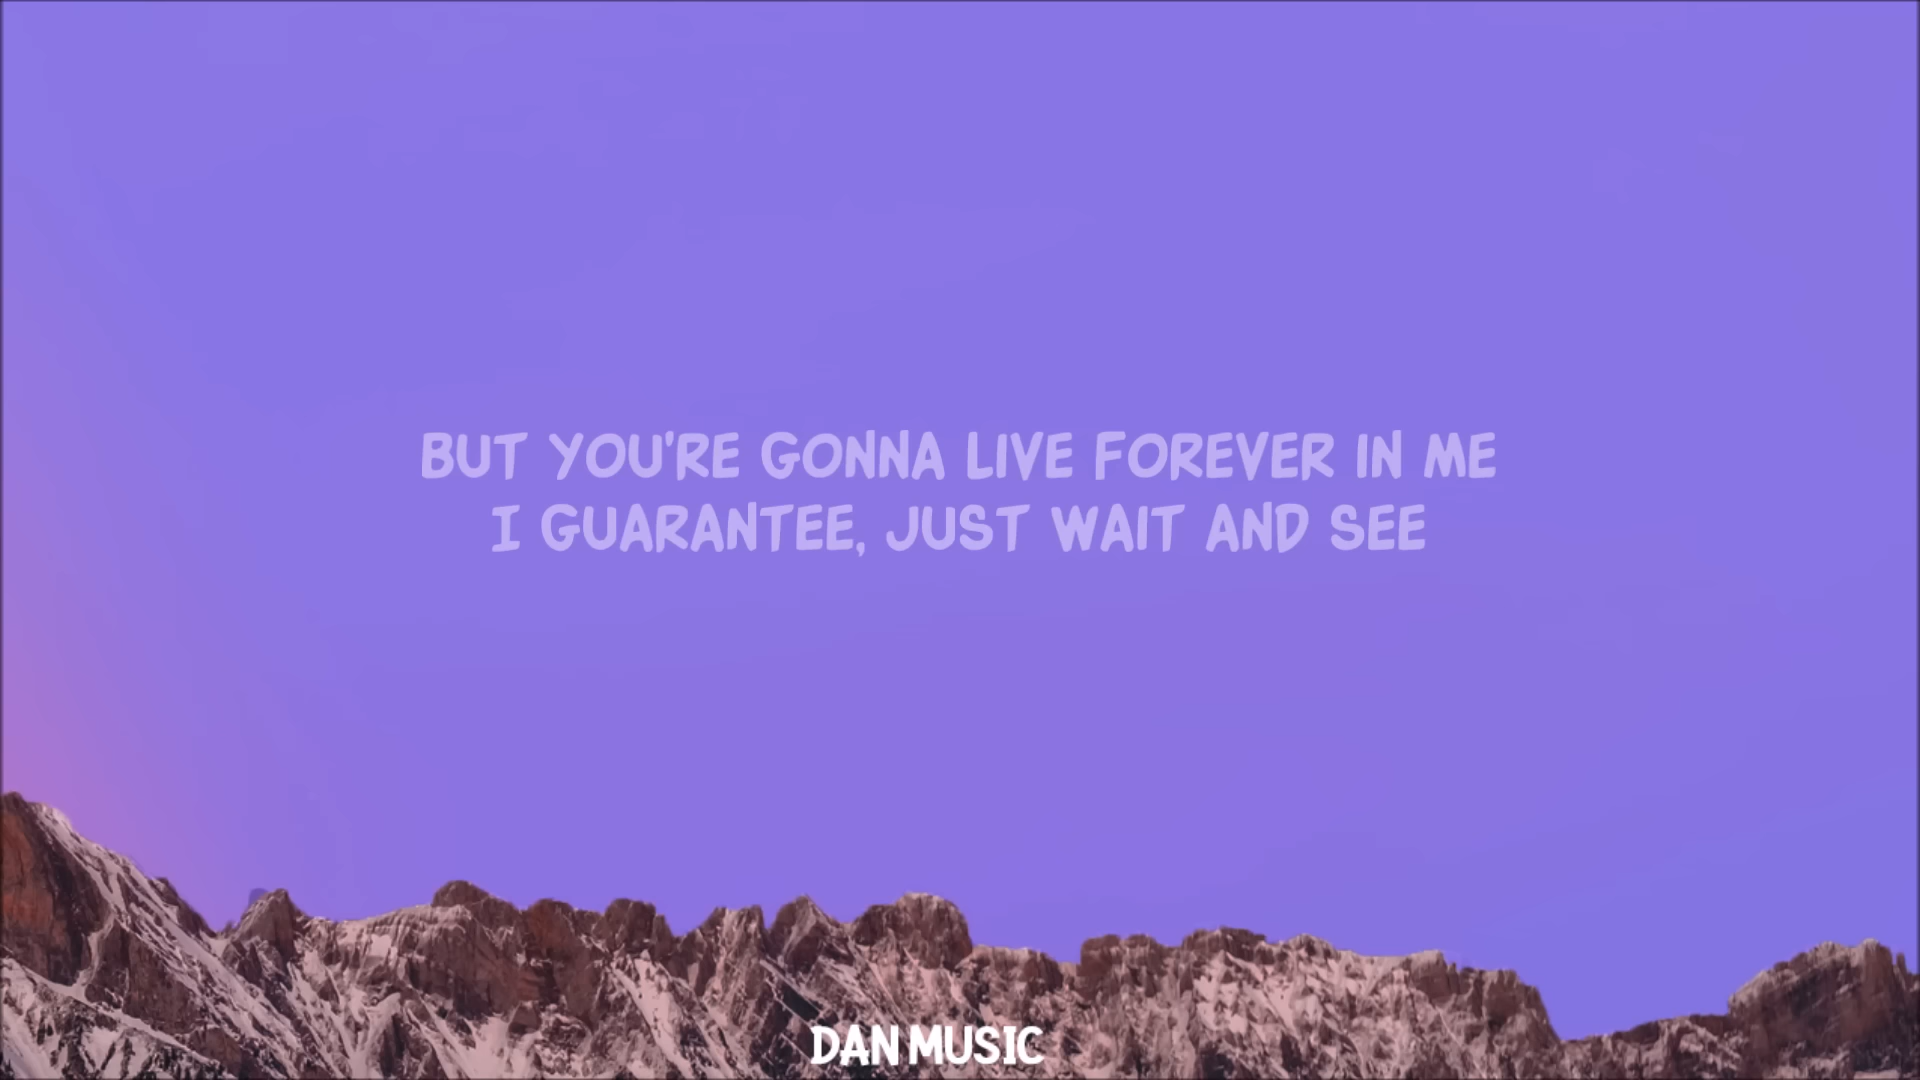 BUT YOU'RE GONNA LIVE FOREVER IN ME
I GUARANTEE, JUST WAIT AND SEE
DAN MUSIC